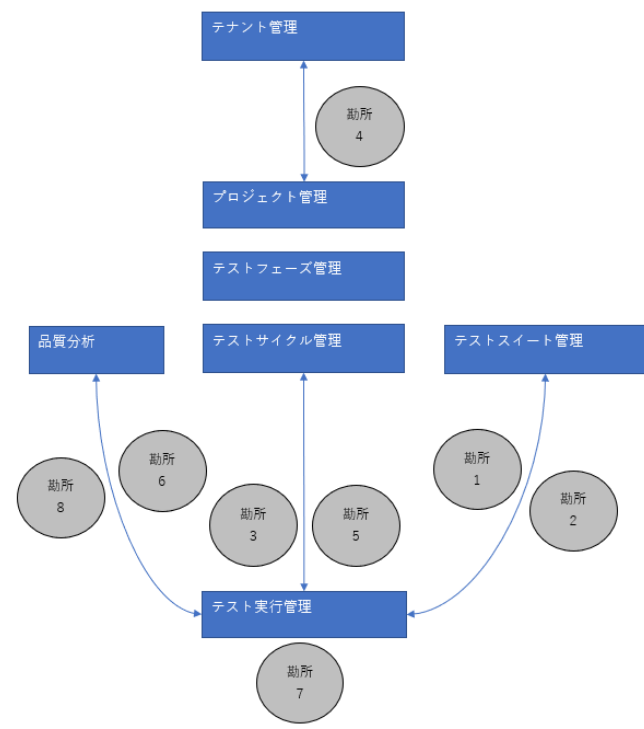 テナント管理
勘所
4
プロジェクト管理
テストフェーズ管理
品質分析
テストサイクル管理
テストスイート管理
勘所
8
勘所
6
勘所
3
勘所
5
勘所
1
勘所
2
テスト実行管理
勘所
7